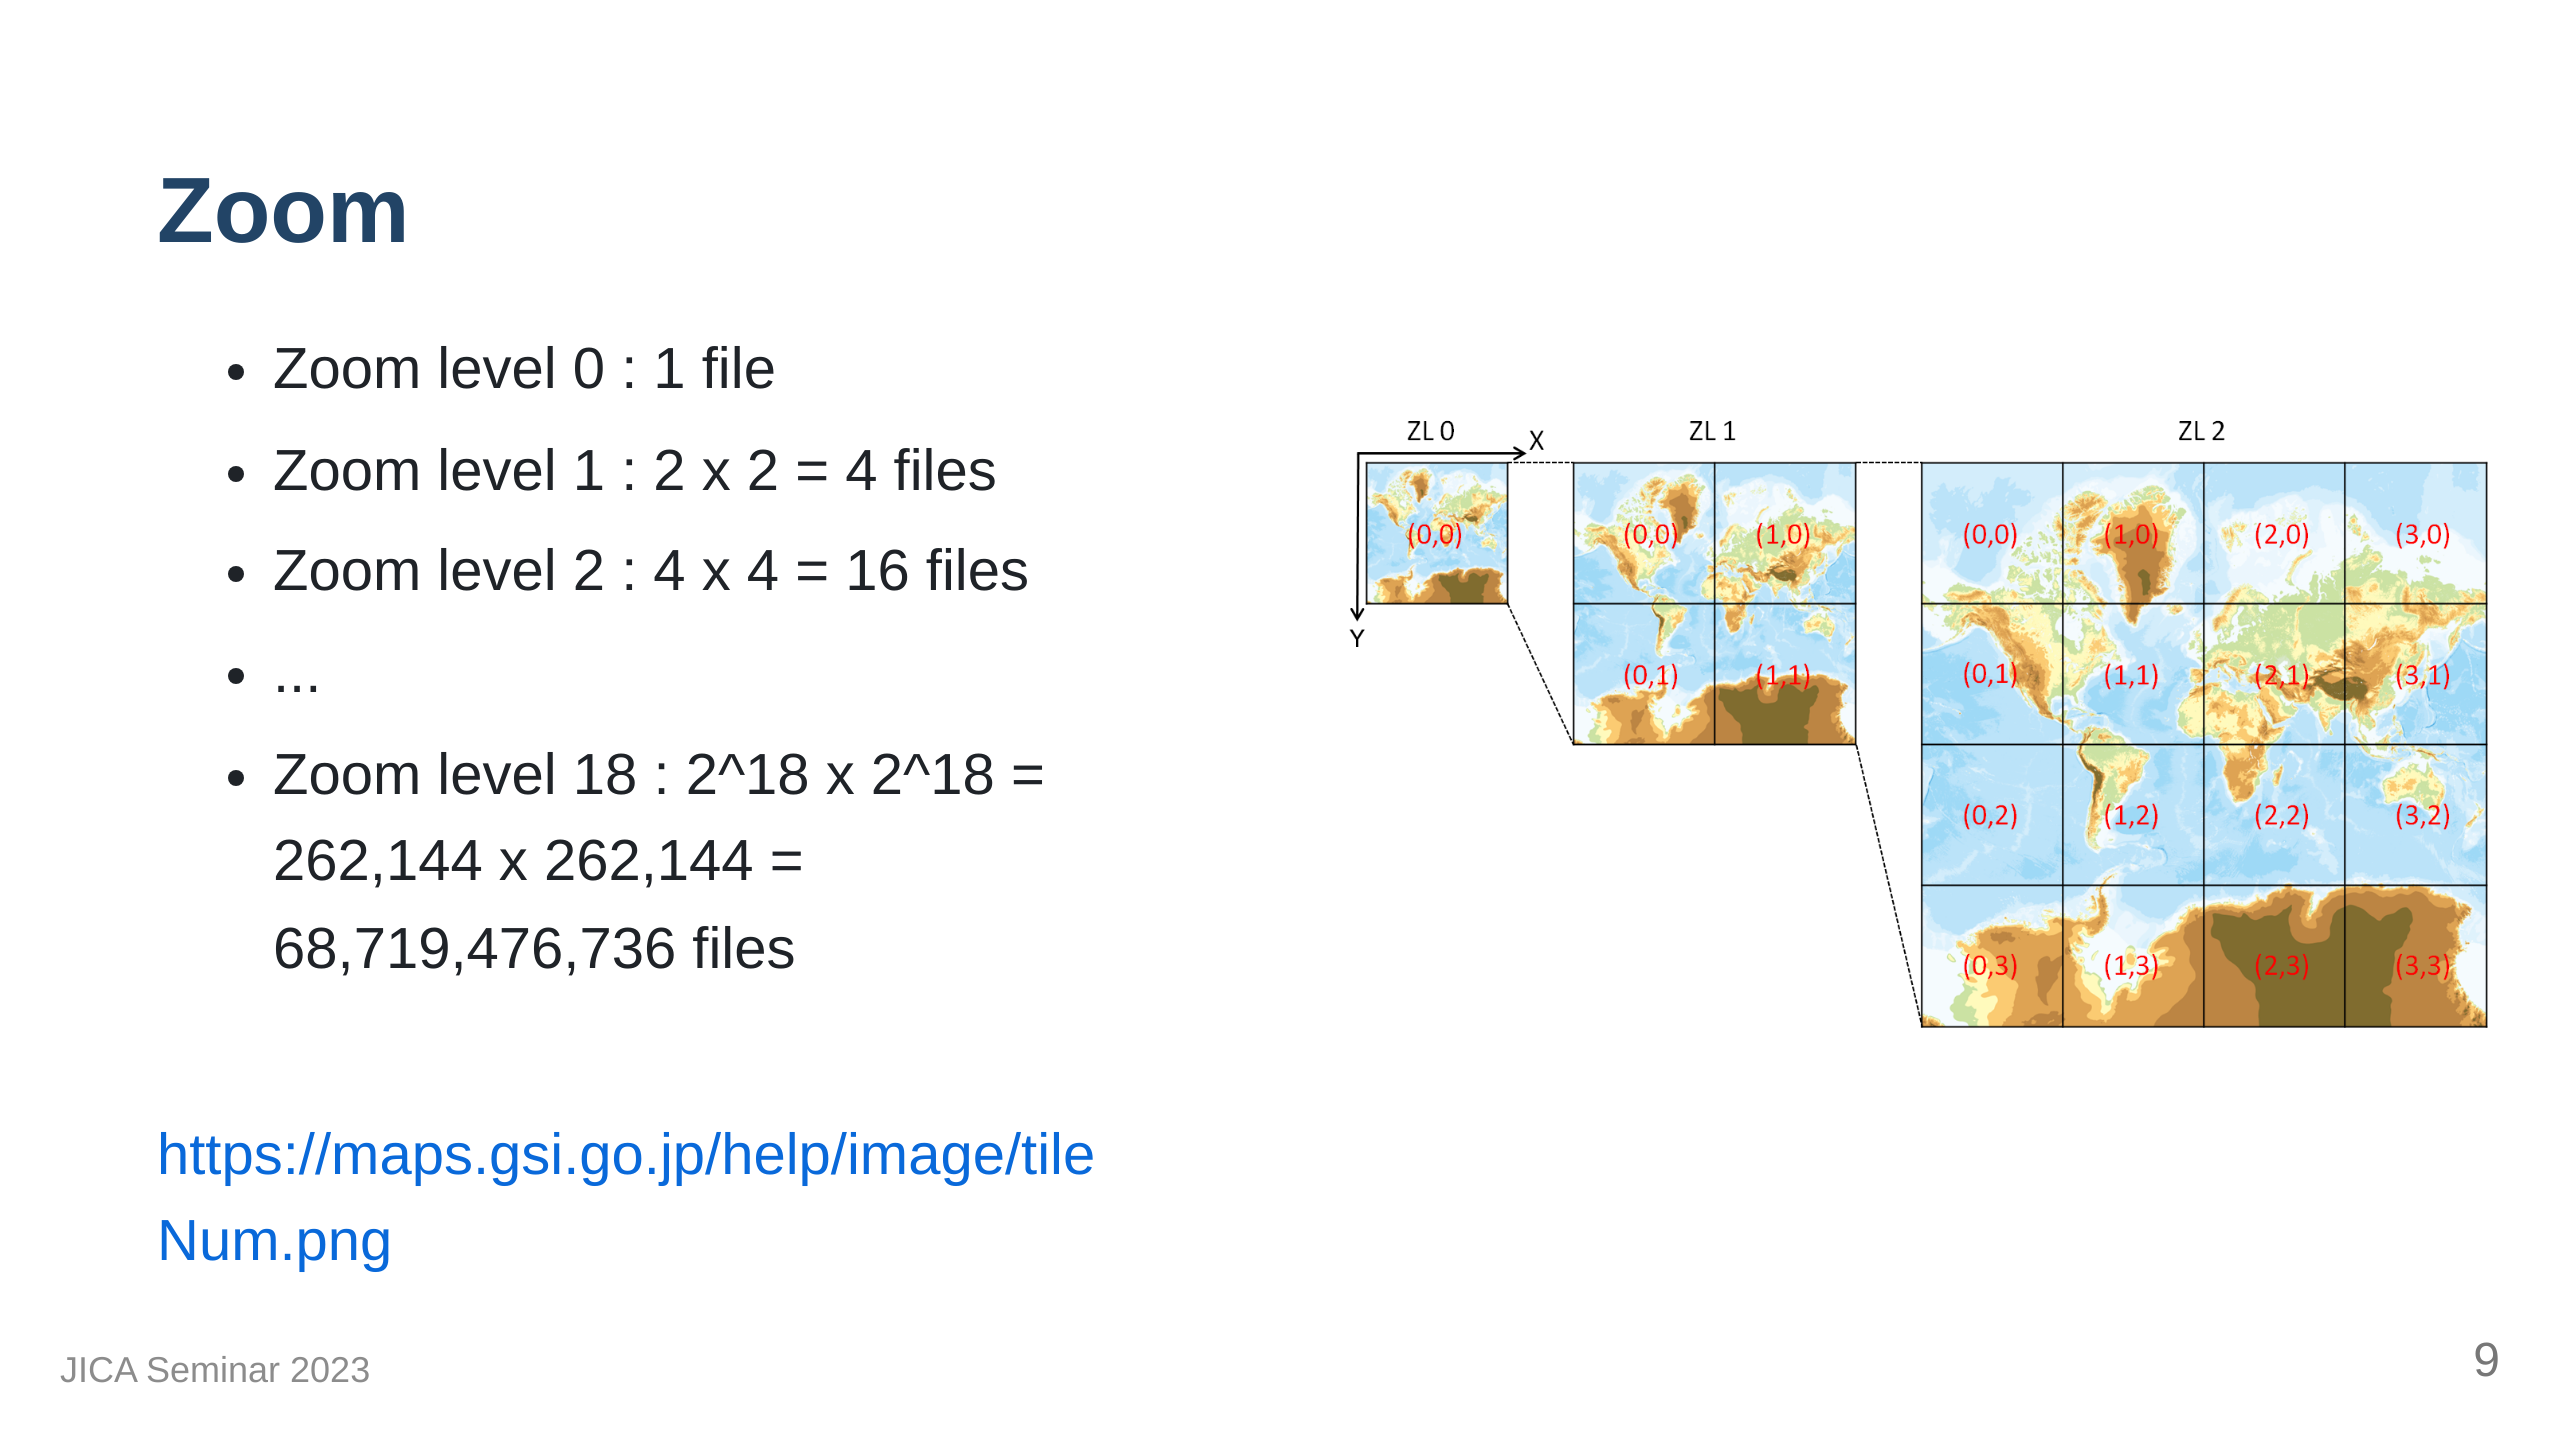 Zoom
• Zoom level 0 : 1 file
• Zoom level 1 : 2 x 2 = 4 files
• Zoom level 2 : 4 x 4 = 16 files
• ...
• Zoom level 18 : 2^18 x 2^18 =
262,144 x 262,144 =
68,719,476,736 files
https://maps.gsi.go.jp/help/image/tile
Num.png
ZL 0
X
Y
(0,0)
ZL 1
(0,0) (1,0)
(0,1) (1,1)
ZL 2
(0,0) (1,0) (2,0) (3,0)
(0,1) (1,1) (2,1) (3,1)
(0,2) (1,2) (2,2) (3,2)
(0,3) (1,3) (2,3) (3,3)
JICA Seminar 2023
9